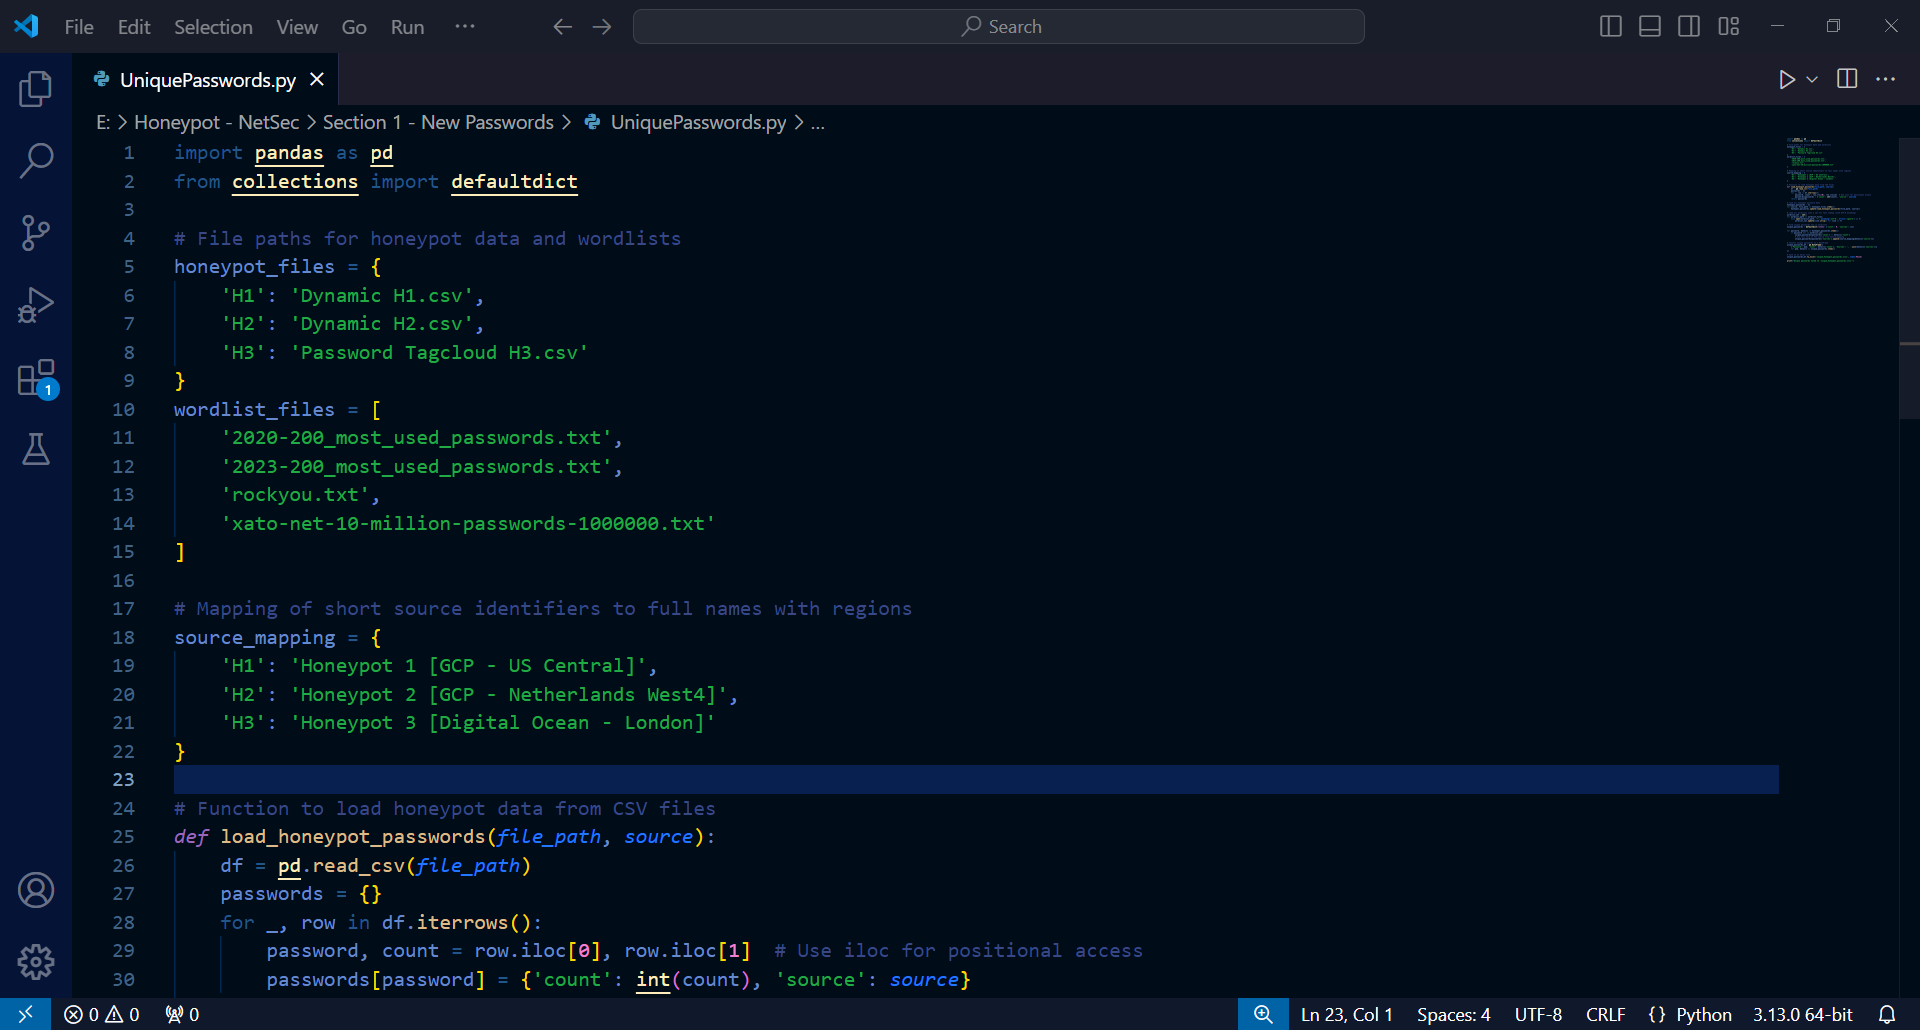 File Edit Selection View Go Run ··· Search
UniquePasswords.py
E: > Honeypot - NetSec > Section 1 - New Passwords > UniquePasswords.py > ...
1 import pandas as pd
2 from collections import defaultdict
3
4 # File paths for honeypot data and wordlists
5 honeypot_files = {
6     'H1': 'Dynamic H1.csv',
7     'H2': 'Dynamic H2.csv',
8     'H3': 'Password Tagcloud H3.csv'
9 }
10 wordlist_files = [
11     '2020-200_most_used_passwords.txt',
12     '2023-200_most_used_passwords.txt',
13     'rockyou.txt',
14     'xato-net-10-million-passwords-1000000.txt'
15 ]
16
17 # Mapping of short source identifiers to full names with regions
18 source_mapping = {
19     'H1': 'Honeypot 1 [GCP - US Central]',
20     'H2': 'Honeypot 2 [GCP - Netherlands West4]',
21     'H3': 'Honeypot 3 [Digital Ocean - London]'
22 }
23
24 # Function to load honeypot data from CSV files
25 def load_honeypot_passwords(file_path, source):
26     df = pd.read_csv(file_path)
27     passwords = {}
28     for _, row in df.iterrows():
29         password, count = row.iloc[0], row.iloc[1]  # Use iloc for positional access
30         passwords[password] = {'count': int(count), 'source': source}
1
0 0 0 Ln 23, Col 1 Spaces: 4 UTF-8 CRLF {} Python 3.13.0 64-bit